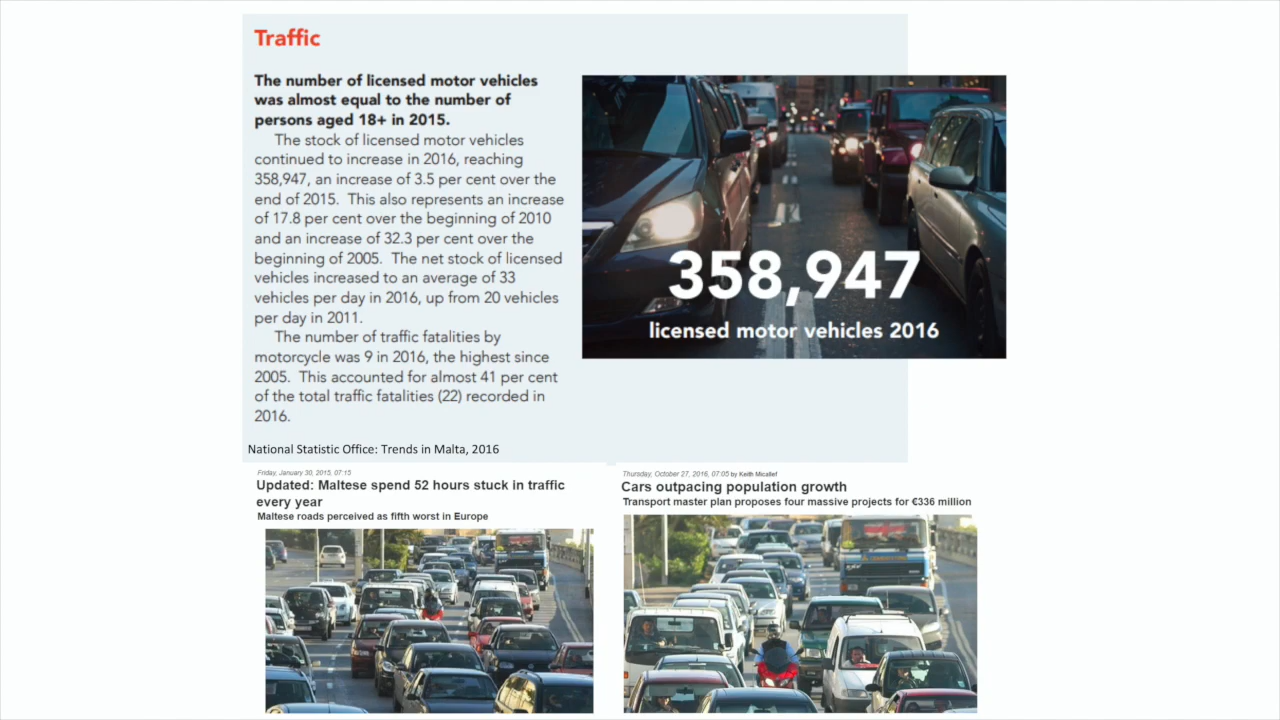 Traffic
The number of licensed motor vehicles
was almost equal to the number of
persons aged 18+ in 2015.
The stock of licensed motor vehicles
continued to increase in 2016, reaching
358,947, an increase of 3.5 per cent over the
end of 2015. This also represents an increase
of 17.8 per cent over the beginning of 2010
and an increase of 32.3 per cent over the
beginning of 2005. The net stock of licensed
vehicles increased to an average of 33
vehicles per day in 2016, up from 20 vehicles
per day in 2011.
The number of traffic fatalities by
motorcycle was 9 in 2016, the highest since
2005. This accounted for almost 41 per cent
of the total traffic fatalities (22) recorded in
2016.
358,947
licensed motor vehicles 2016
National Statistic Office: Trends in Malta, 2016
Friday, January 30, 2015, 07:15
Updated: Maltese spend 52 hours stuck in traffic
every year
Maltese roads perceived as fifth worst in Europe
Thursday, October 27, 2016, 07:05 by Keith Micallef
Cars outpacing population growth
Transport master plan proposes four massive projects for €336 million